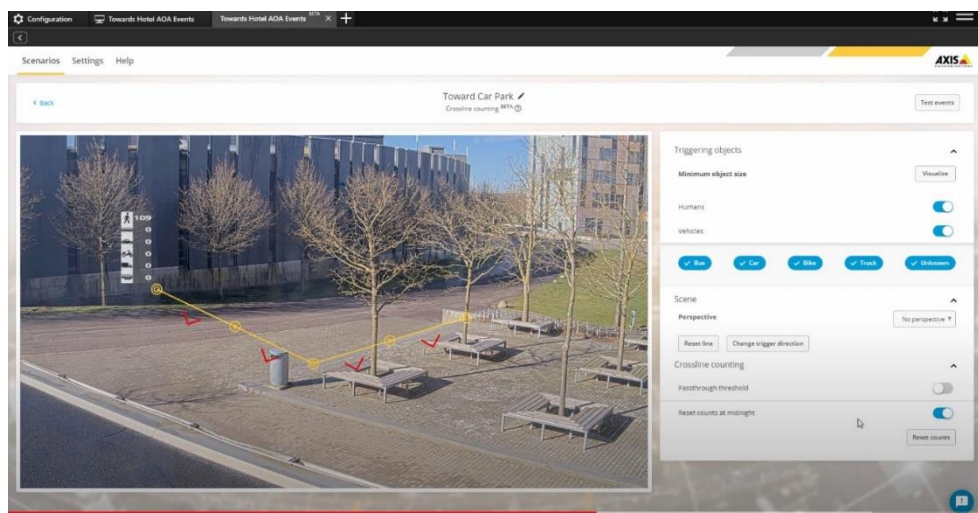 Configuration
Towards Hotel AOA Events
Towards Hotel AOA Events BETA
Scenarios
Settings
Help
AXIS
COMMUNICATIONS
Back
Toward Car Park
Crossline counting BETA
Test events
109
0
0
0
0
Triggering objects
Minimum object size
Visualize
Humans
Vehicles
Bus
Car
Bike
Truck
Unknown
Scene
Perspective
No perspective
Reset line
Change trigger direction
Crossline counting
Passthrough threshold
Reset counts at midnight
Reset counts